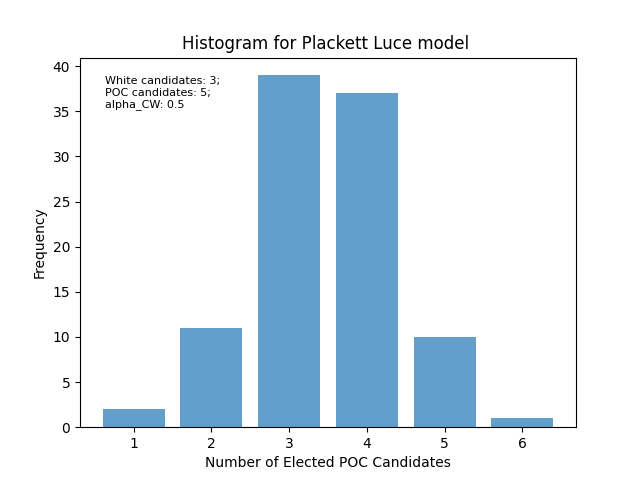 Histogram for Plackett Luce model
40
35
30
25
20
15
10
5
0
Frequency
White candidates: 3;
POC candidates: 5;
alpha_CW: 0.5
1 2 3 4 5 6
Number of Elected POC Candidates